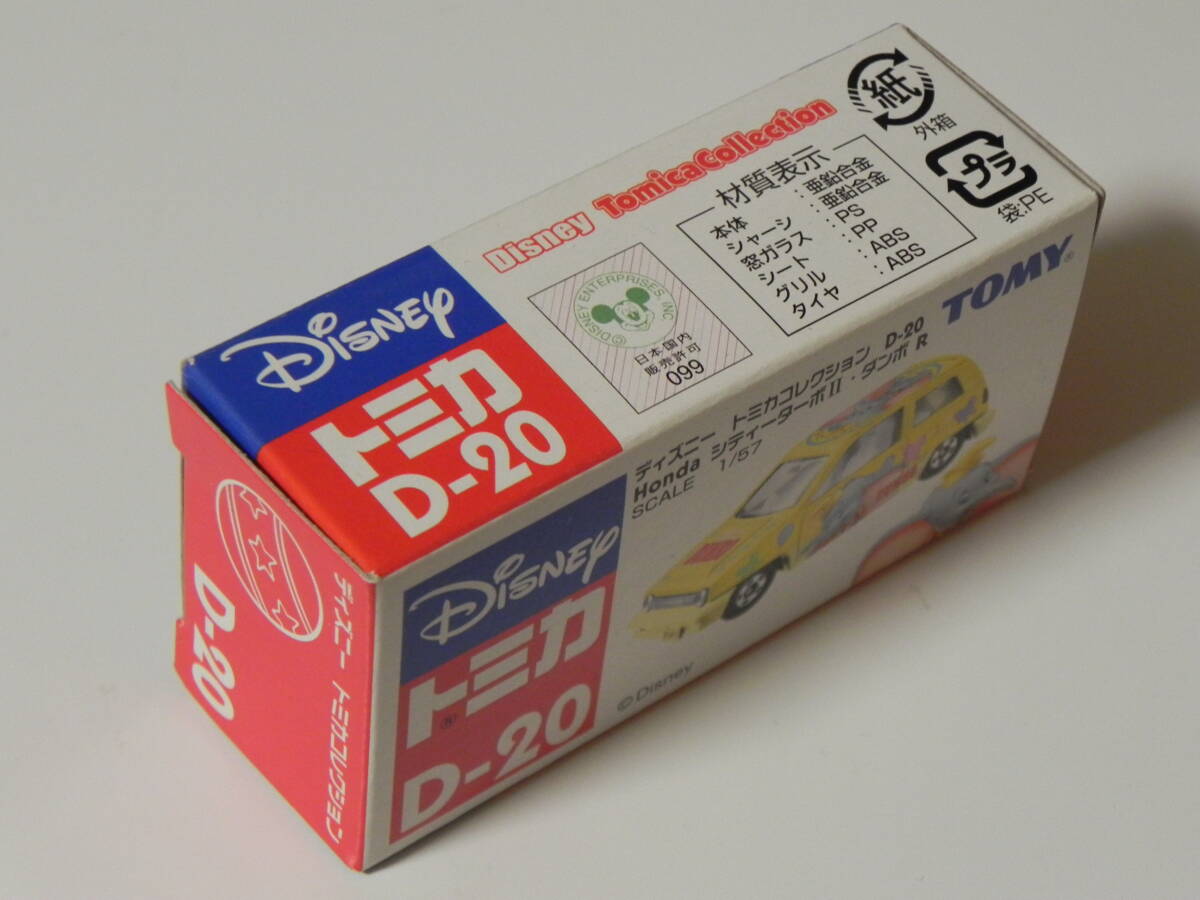 Disney TomicaCollection
紙
外箱
プラ
袋:PE
材質表示
本体 : 亜鉛合金
シャーシ : 亜鉛合金
窓ガラス : PS
シート : PP
グリル : ABS
タイヤ : ABS
©DISNEY ENTERPRISES, INC
日本国内
販売許可
099
Disney
トミカ
D-20
TOMY®
ディズニー トミカコレクション D-20
Honda シティーターボII・ダンボ R
SCALE 1/57
©Disney
Disney
トミカ®
D-20
ディズニー トミカコレクション
D-20